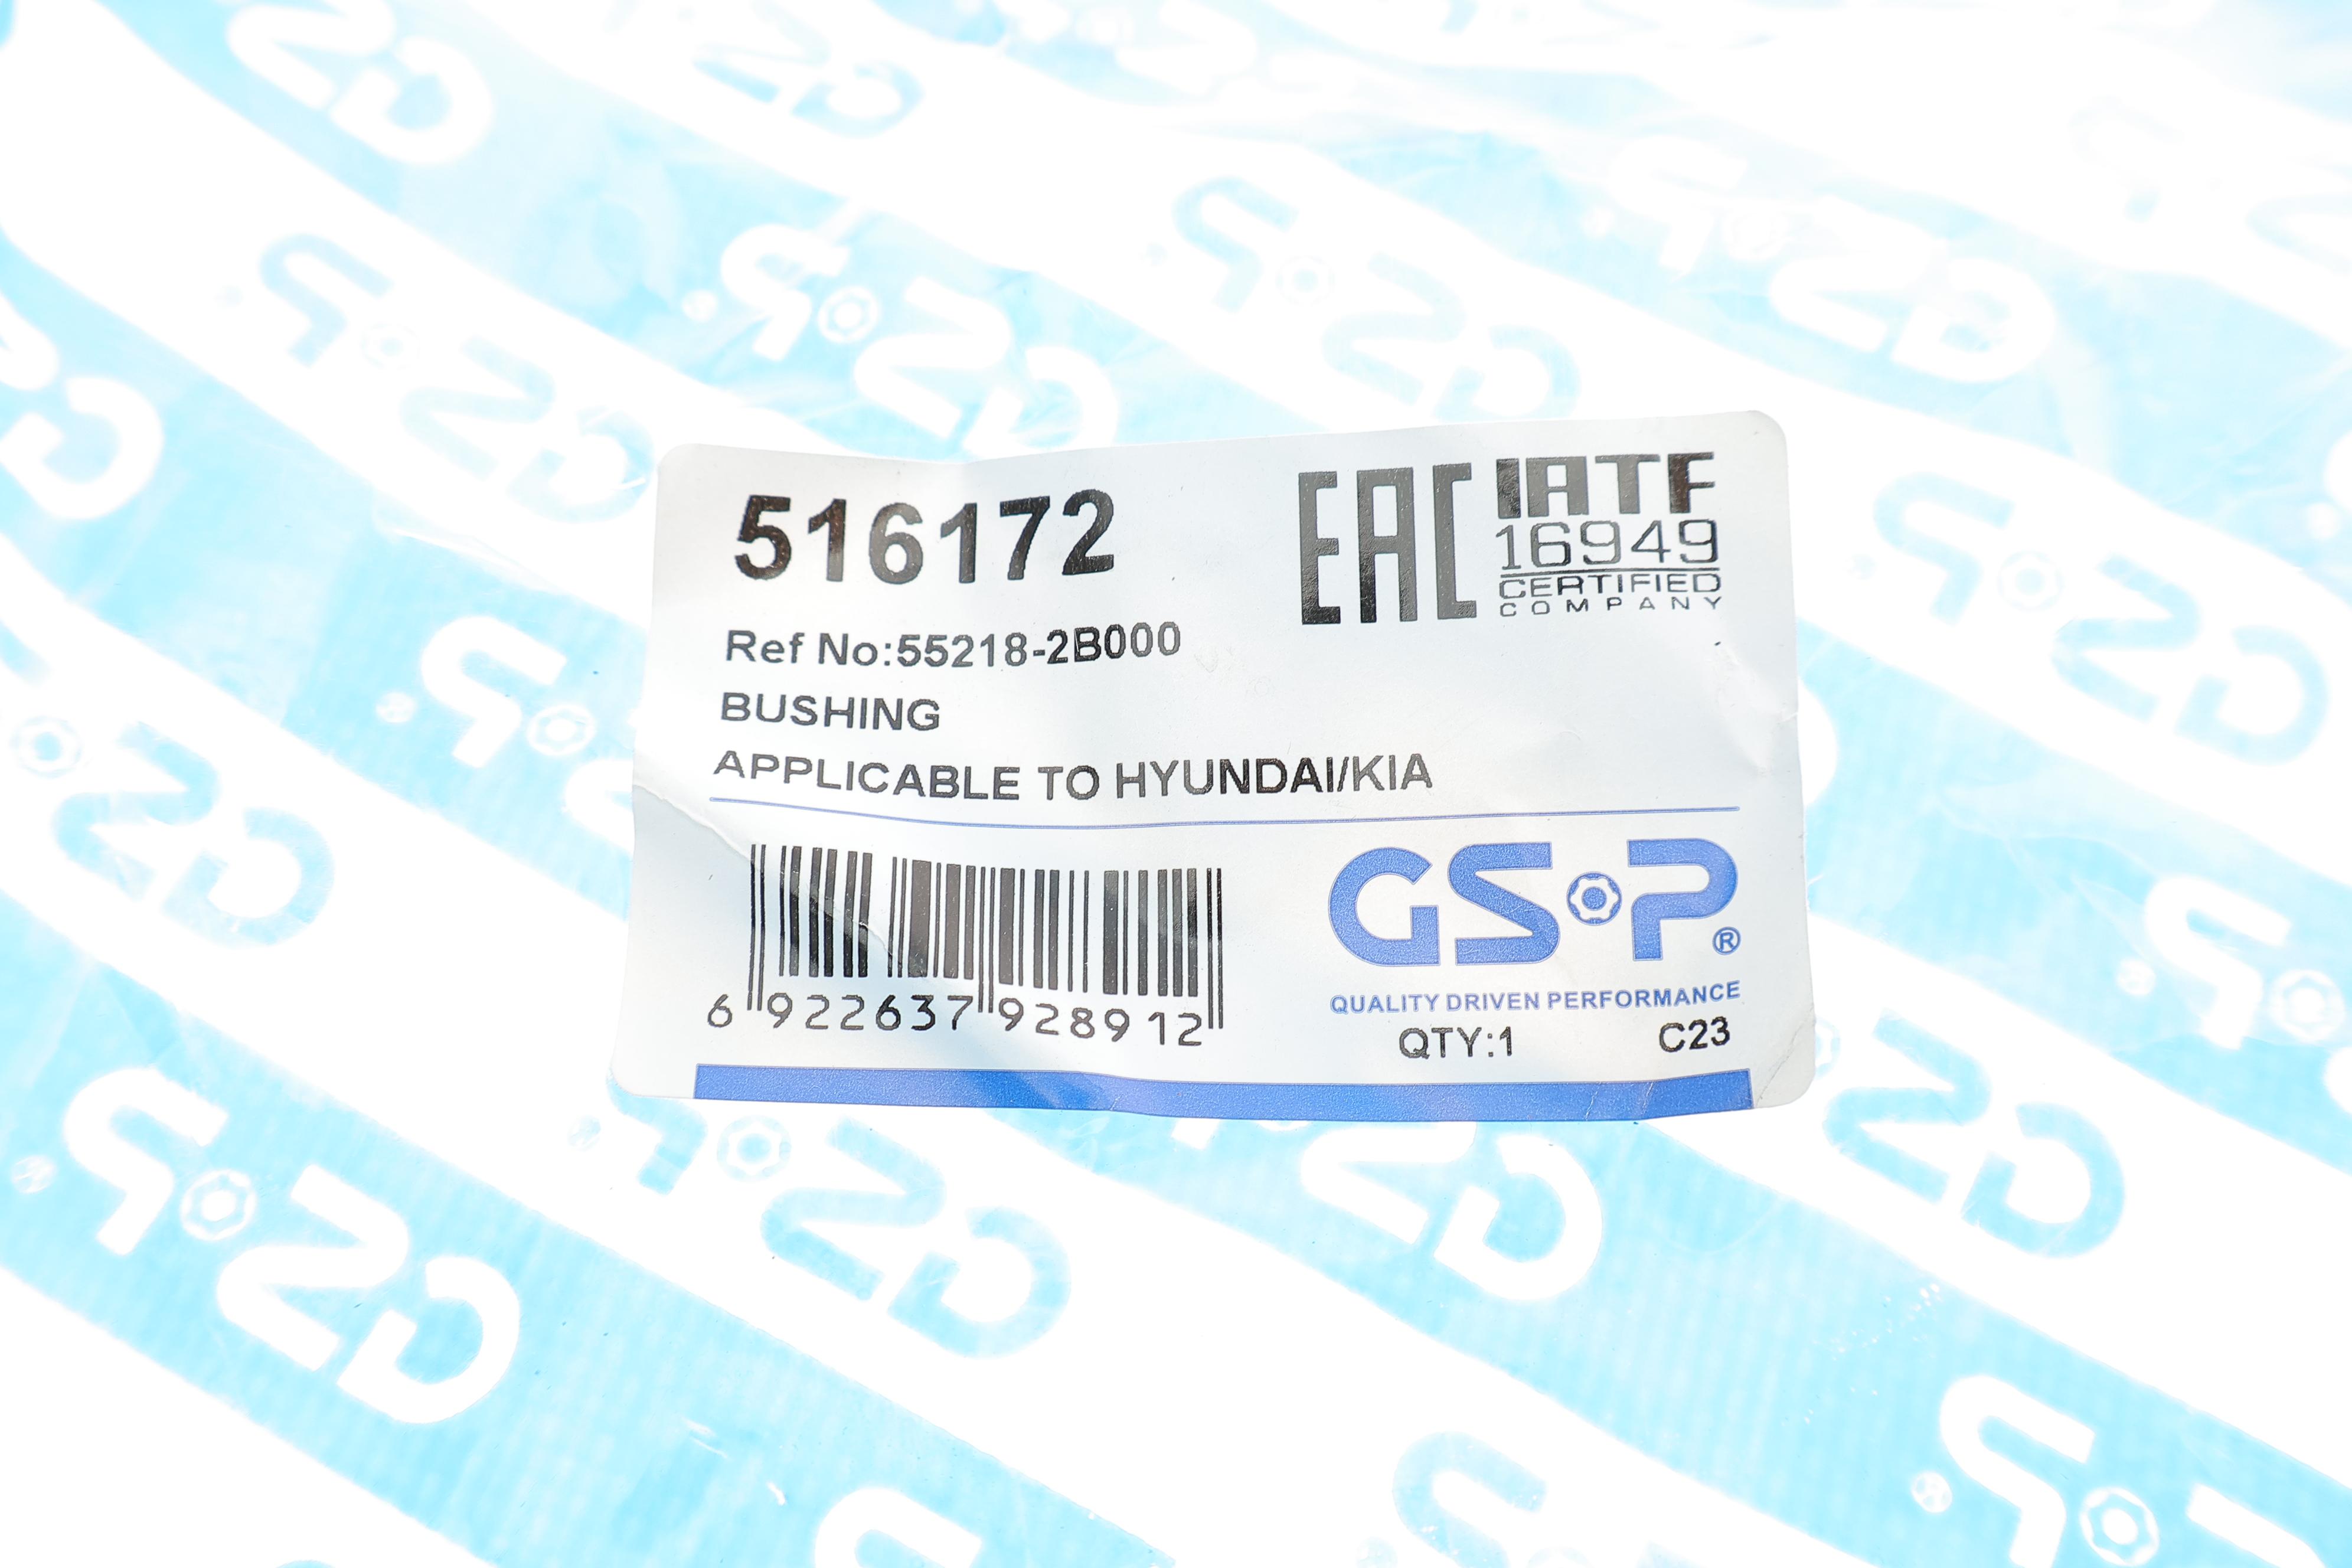 516172
EAC
IATF
16949
CERTIFIED
COMPANY
Ref No:55218-2B000
BUSHING
APPLICABLE TO HYUNDAI/KIA
GSP®
QUALITY DRIVEN PERFORMANCE
6 922637 928912
QTY:1 C23